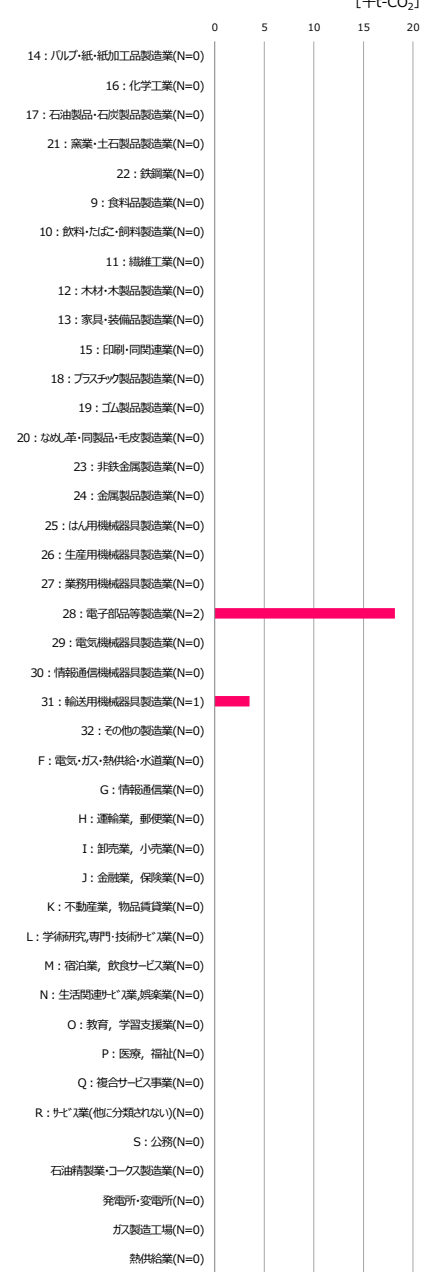 [千t-CO₂]
0 5 10 15 20
14：パルプ・紙・紙加工品製造業(N=0)
16：化学工業(N=0)
17：石油製品・石炭製品製造業(N=0)
21：窯業・土石製品製造業(N=0)
22：鉄鋼業(N=0)
9：食料品製造業(N=0)
10：飲料・たばこ・飼料製造業(N=0)
11：繊維工業(N=0)
12：木材・木製品製造業(N=0)
13：家具・装備品製造業(N=0)
15：印刷・同関連業(N=0)
18：プラスチック製品製造業(N=0)
19：ゴム製品製造業(N=0)
20：なめし革・同製品・毛皮製造業(N=0)
23：非鉄金属製造業(N=0)
24：金属製品製造業(N=0)
25：はん用機械器具製造業(N=0)
26：生産用機械器具製造業(N=0)
27：業務用機械器具製造業(N=0)
28：電子部品等製造業(N=2)
29：電気機械器具製造業(N=0)
30：情報通信機械器具製造業(N=0)
31：輸送用機械器具製造業(N=1)
32：その他の製造業(N=0)
F：電気・ガス・熱供給・水道業(N=0)
G：情報通信業(N=0)
H：運輸業，郵便業(N=0)
I：卸売業，小売業(N=0)
J：金融業，保険業(N=0)
K：不動産業，物品賃貸業(N=0)
L：学術研究,専門・技術ｻｰﾋﾞｽ業(N=0)
M：宿泊業，飲食サービス業(N=0)
N：生活関連ｻｰﾋﾞｽ業,娯楽業(N=0)
O：教育，学習支援業(N=0)
P：医療，福祉(N=0)
Q：複合サービス事業(N=0)
R：ｻｰﾋﾞｽ業(他に分類されない)(N=0)
S：公務(N=0)
石油精製業・コークス製造業(N=0)
発電所・変電所(N=0)
ガス製造工場(N=0)
熱供給業(N=0)